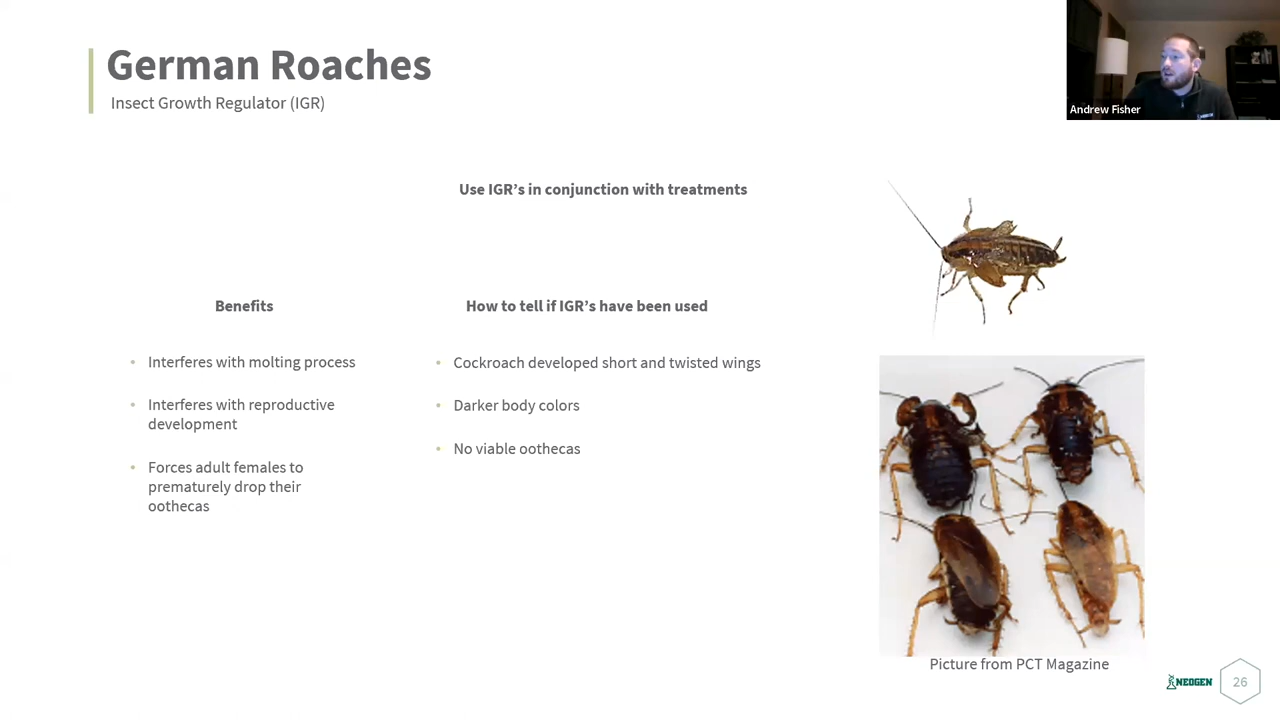 German Roaches
Insect Growth Regulator (IGR)
Andrew Fisher
Use IGR’s in conjunction with treatments
Benefits
• Interferes with molting process
• Interferes with reproductive
development
• Forces adult females to
prematurely drop their
oothecas
How to tell if IGR’s have been used
• Cockroach developed short and twisted wings
• Darker body colors
• No viable oothecas
Picture from PCT Magazine
NEOGEN
26